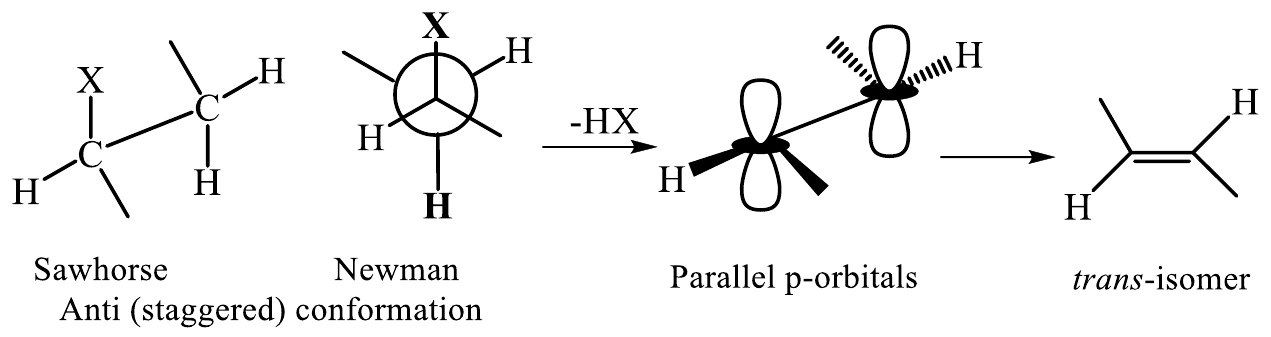 X
C
H
C
H
H
X
H
H
H
-HX
H
H
H
H
Sawhorse
Newman
Anti (staggered) conformation
Parallel p-orbitals
trans-isomer